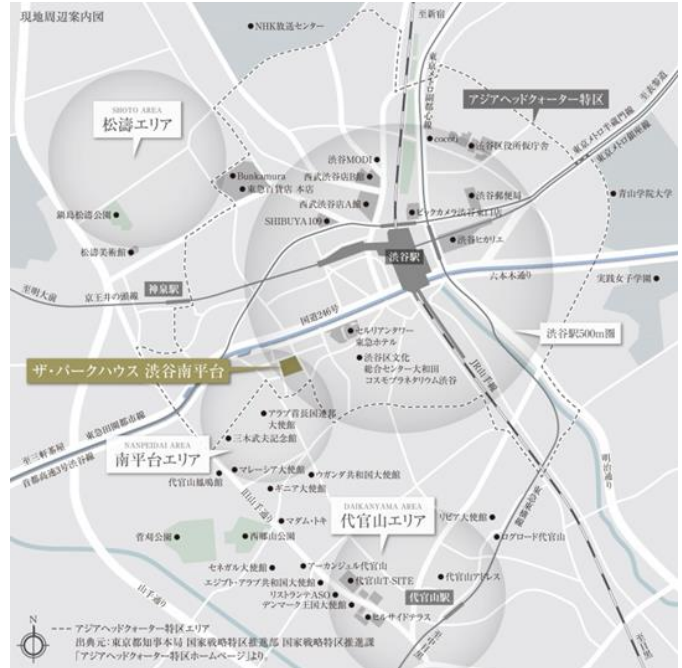 現地周辺案内図
NHK放送センター
至新宿
東京メトロ副都心線
アジアヘッドクォーター特区
至表参道
東京メトロ半蔵門線
東京メトロ銀座線
SHOTO AREA
松濤エリア
cocoti
渋谷区役所仮庁舎
渋谷MODI
西武渋谷店B館
Bunkamura
東急百貨店 本店
西武渋谷店A館
渋谷郵便局
青山学院大学
鍋島松濤公園
SHIBUYA 109
ビックカメラ渋谷東口店
渋谷ヒカリエ
松濤美術館
渋谷駅
至明大前
京王井の頭線
神泉駅
六本木通り
実践女子学園
国道246号
セルリアンタワー
東急ホテル
渋谷駅500m圏
渋谷区文化
総合センター大和田
コスモプラネタリウム渋谷
ザ・パークハウス 渋谷南平台
JR山手線
アラブ首長国連邦
大使館
至三軒茶屋
東急田園都市線
首都高速3号渋谷線
三木武夫記念館
NANPEIDAI AREA
南平台エリア
明治通り
マレーシア大使館
代官山鳳鳴館
ウガンダ共和国大使館
ギニア大使館
旧山手通り
DAIKANYAMA AREA
代官山エリア
東急東横線
マダム・トキ
リビア大使館
菅刈公園
西郷山公園
ログロード代官山
セネガル大使館
アーカンジェル代官山
エジプト・アラブ共和国大使館
代官山T-SITE
代官山アドレス
リストランテASO
デンマーク王国大使館
代官山駅
山手通り
ヒルサイドテラス
至中目黒
至目黒
N
アジアヘッドクォーター特区エリア
出典元：東京都知事本局 国家戦略特区推進部 国家戦略特区推進課
「アジアヘッドクォーター特区ホームページ」より。